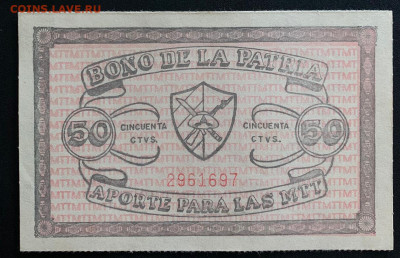 COINS.LAVE.RU
BONO DE LA PATRIA
50 CINCUENTA CTVS. CINCUENTA CTVS. 50
2961697
APORTE PARA LAS MTT